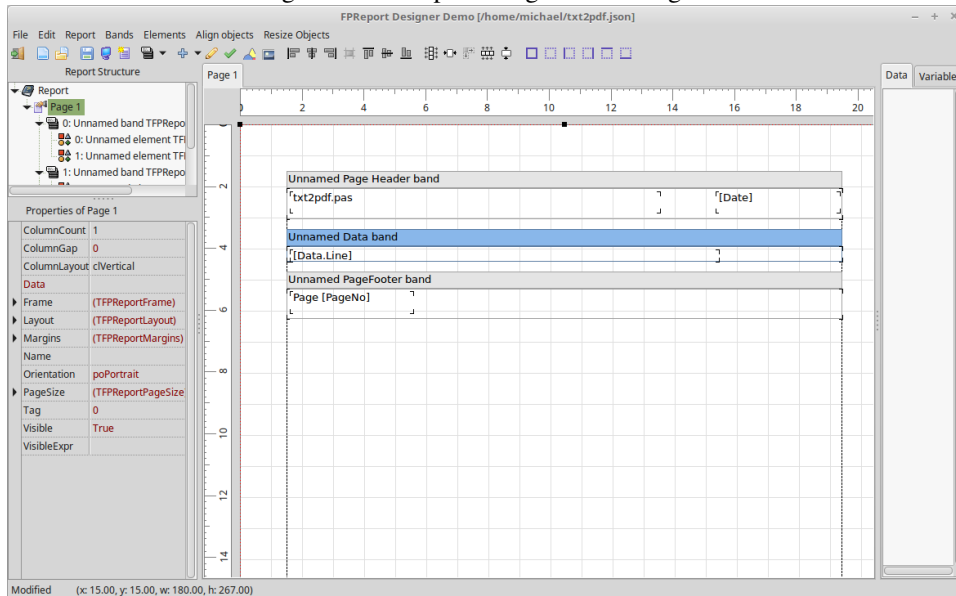 FPReport Designer Demo [/home/michael/txt2pdf.json]
File Edit Report Bands Elements Align objects Resize Objects
Report Structure
Report
Page 1
0: Unnamed band TFPRepo
0: Unnamed element TFI
1: Unnamed element TFI
1: Unnamed band TFPRepo
Properties of Page 1
ColumnCount 1
ColumnGap 0
ColumnLayout clVertical
Data
Frame (TFPReportFrame)
Layout (TFPReportLayout)
Margins (TFPReportMargins)
Name
Orientation poPortrait
PageSize (TFPReportPageSize
Tag 0
Visible True
VisibleExpr
Page 1
2 4 6 8 10 12 14 16 18 20
2
4
6
8
10
12
14
Unnamed Page Header band
txt2pdf.pas [Date]
Unnamed Data band
[Data.Line]
Unnamed PageFooter band
Page [PageNo]
Data Variable
Modified (x: 15.00, y: 15.00, w: 180.00, h: 267.00)